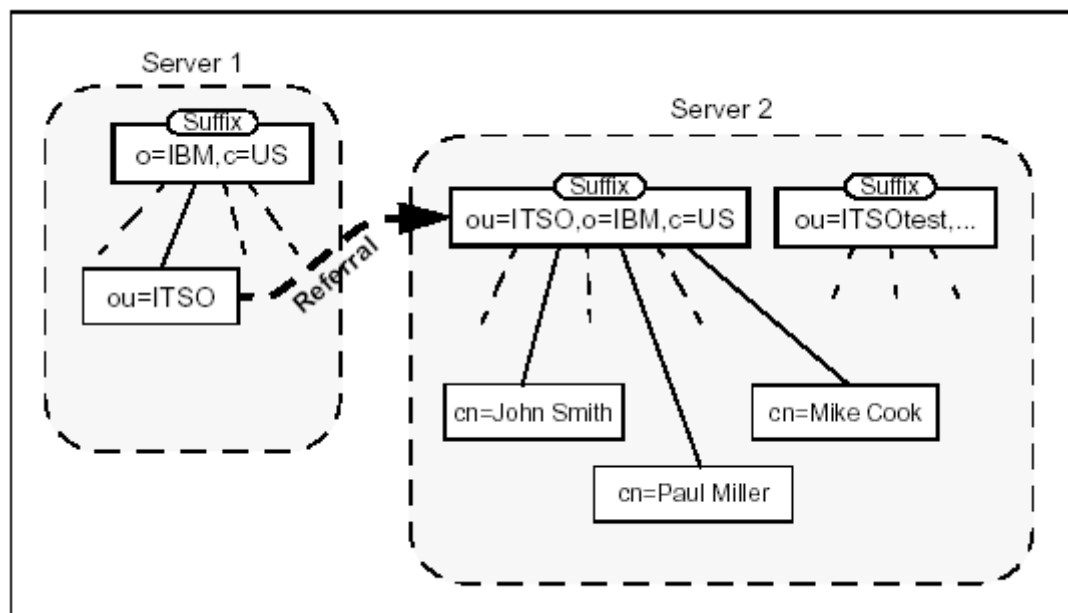 Server 1
Suffix
o=IBM,c=US
ou=ITSO
Referral
Server 2
Suffix
ou=ITSO,o=IBM,c=US
Suffix
ou=ITSOtest,...
cn=John Smith
cn=Mike Cook
cn=Paul Miller